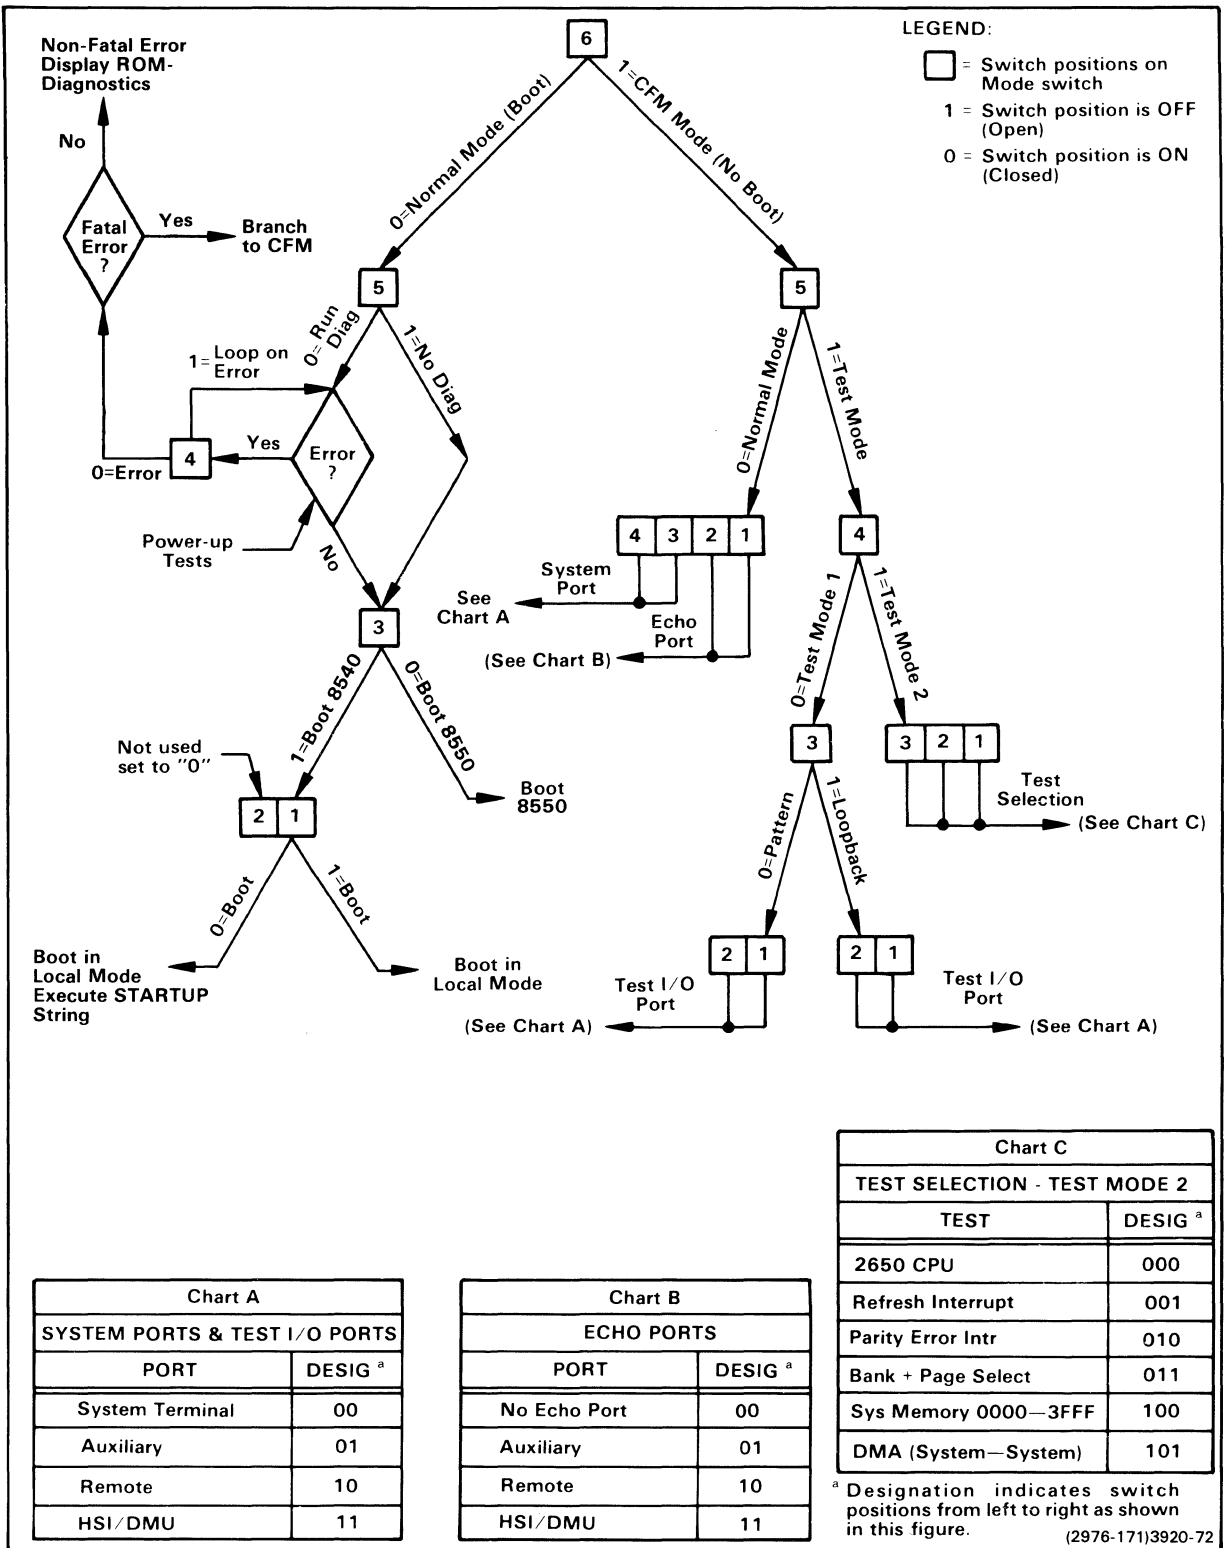 LEGEND:
= Switch positions on
Mode switch
1 = Switch position is OFF
(Open)
0 = Switch position is ON
(Closed)
6
0=Normal Mode (Boot)
1=CFM Mode (No Boot)
Non-Fatal Error
Display ROM-
Diagnostics
No
Fatal
Error
?
Yes
Branch
to CFM
5
0= Run
Diag
1=No Diag
1= Loop on
Error
4
Yes
Error
?
0=Error
Power-up
Tests
No
3
1=Boot 8540
0=Boot 8550
Not used
set to "0"
2 1
Boot
8550
0=Boot
1=Boot
Boot in
Local Mode
Execute STARTUP
String
Boot in
Local Mode
5
0=Normal Mode
1=Test Mode
4 3 2 1
System
Port
See
Chart A
Echo
Port
(See Chart B)
4
0=Test Mode 1
1=Test Mode 2
3
3 2 1
Test
Selection
(See Chart C)
0=Pattern
1=Loopback
2 1
Test I/O
Port
(See Chart A)
2 1
Test I/O
Port
(See Chart A)
Chart A
SYSTEM PORTS & TEST I/O PORTS
PORT DESIG a
System Terminal 00
Auxiliary 01
Remote 10
HSI/DMU 11
Chart B
ECHO PORTS
PORT DESIG a
No Echo Port 00
Auxiliary 01
Remote 10
HSI/DMU 11
Chart C
TEST SELECTION - TEST MODE 2
TEST DESIG a
2650 CPU 000
Refresh Interrupt 001
Parity Error Intr 010
Bank + Page Select 011
Sys Memory 0000—3FFF 100
DMA (System—System) 101
a Designation indicates switch
positions from left to right as shown
in this figure.
(2976-171)3920-72